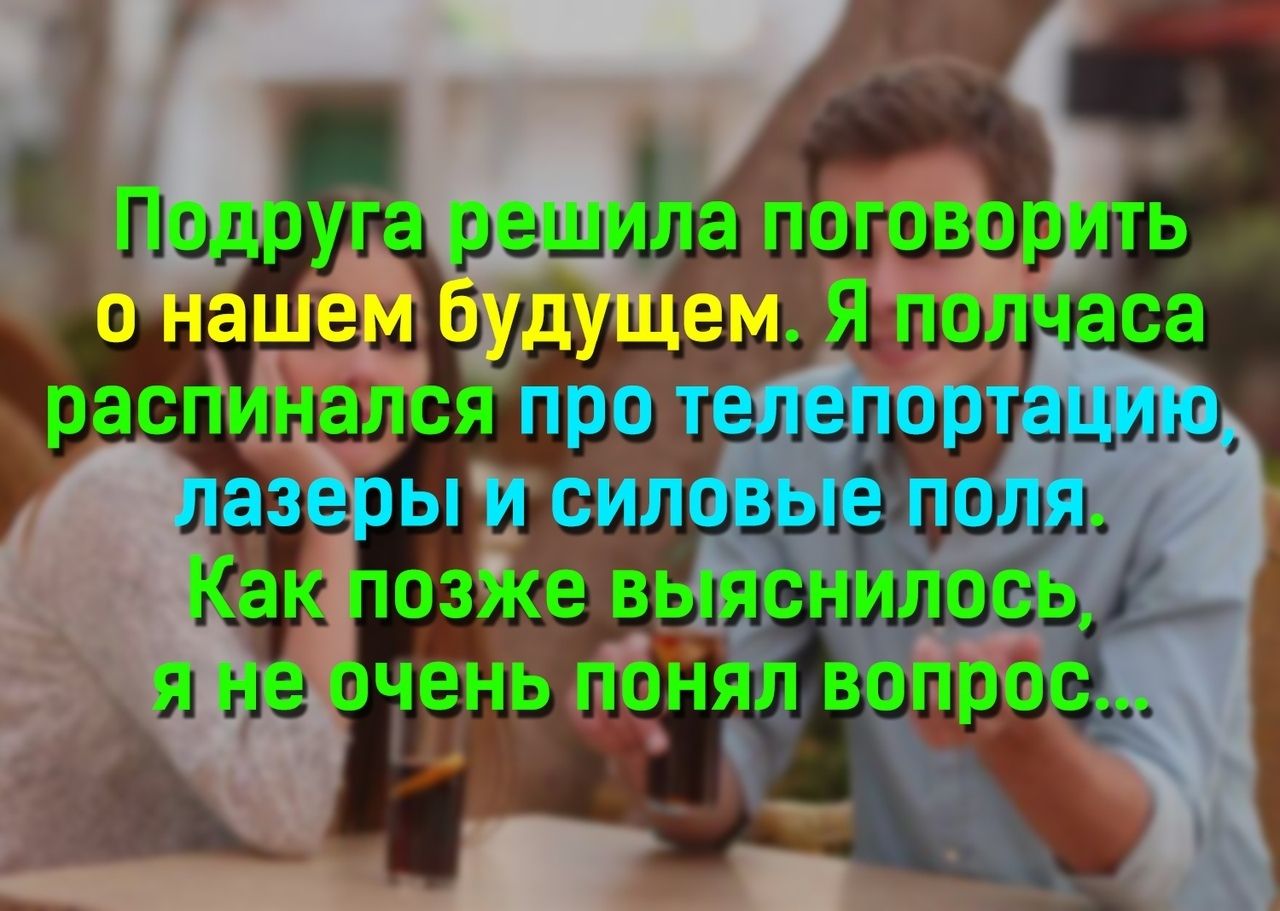 Подруга решила поговорить
о нашем будущем. Я полчаса
распинался про телепортацию,
лазеры и силовые поля.
Как позже выяснилось,
я не очень понял вопрос...